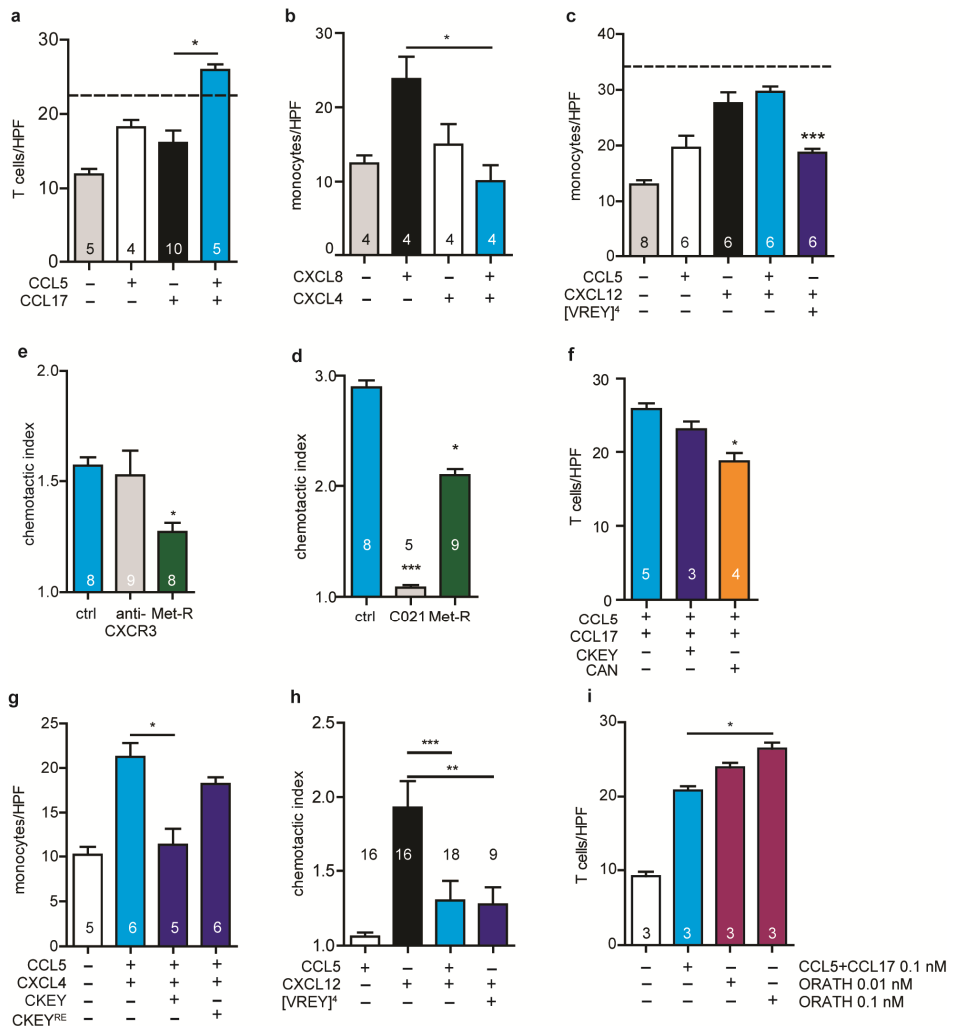 a
T cells/HPF
30
20
10
0
*
5 4 10 5
CCL5 – + – +
CCL17 – – + +
b
monocytes/HPF
30
20
10
0
*
4 4 4 4
CXCL8 – + – +
CXCL4 – – + +
c
monocytes/HPF
40
30
20
10
0
***
8 6 6 6 6
CCL5 – + – + –
CXCL12 – – + + +
[VREY]⁴ – – – – +
e
chemotactic index
2.0
1.5
1.0
*
8 9 8
ctrl anti- Met-R
CXCR3
d
chemotactic index
3.0
2.0
1.0
*
8 5 9
***
ctrl C021 Met-R
f
T cells/HPF
30
20
10
0
*
5 3 4
CCL5 + + +
CCL17 + + +
CKEY – + –
CAN – – +
g
monocytes/HPF
25
20
15
10
5
0
*
5 6 5 6
CCL5 – + + +
CXCL4 – + + +
CKEY – – + –
CKEYᴿᴱ – – – +
h
chemotactic index
2.5
2.0
1.5
1.0
***
**
16 16 18 9
CCL5 + – + –
CXCL12 – + + +
[VREY]⁴ – – – +
i
T cells/HPF
30
20
10
0
*
3 3 3 3
– + – – CCL5+CCL17 0.1 nM
– – + – ORATH 0.01 nM
– – – + ORATH 0.1 nM